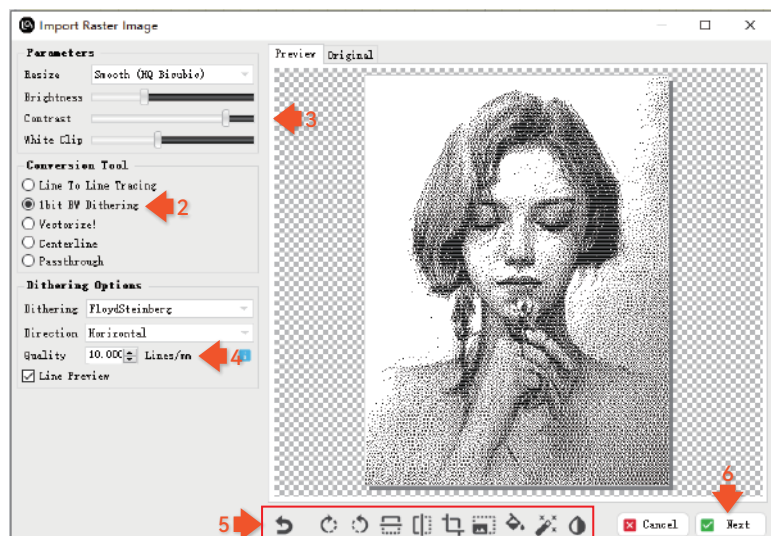 Import Raster Image
Parameters
Resize Smooth (HQ Bicubic)
Brightness
Contrast
3
White Clip
Conversion Tool
Line To Line Tracing
1bit BW Dithering
2
Vectorize!
Centerline
Passthrough
Dithering Options
Dithering FloydSteinberg
Direction Horizontal
Quality 10.000 Lines/mm
4
Line Preview
Preview Original
5
6
Cancel Next